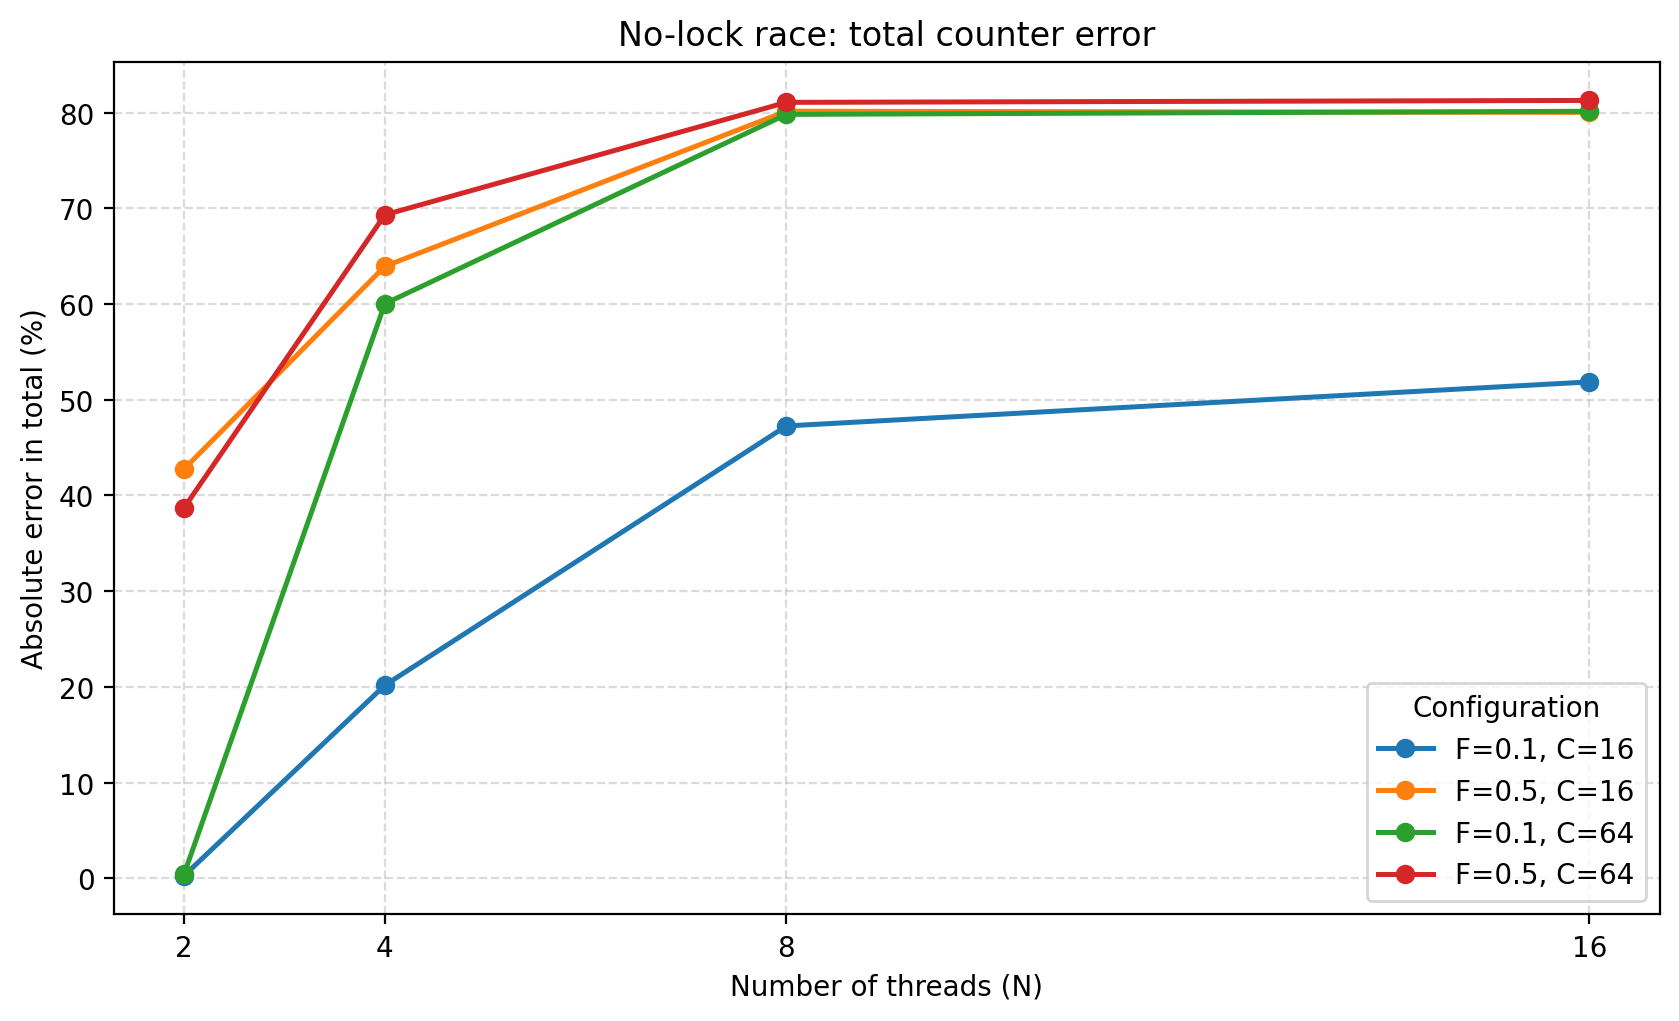 No-lock race: total counter error
Absolute error in total (%)
80
70
60
50
40
30
20
10
0
2 4 8 16
Number of threads (N)
Configuration
F=0.1, C=16
F=0.5, C=16
F=0.1, C=64
F=0.5, C=64